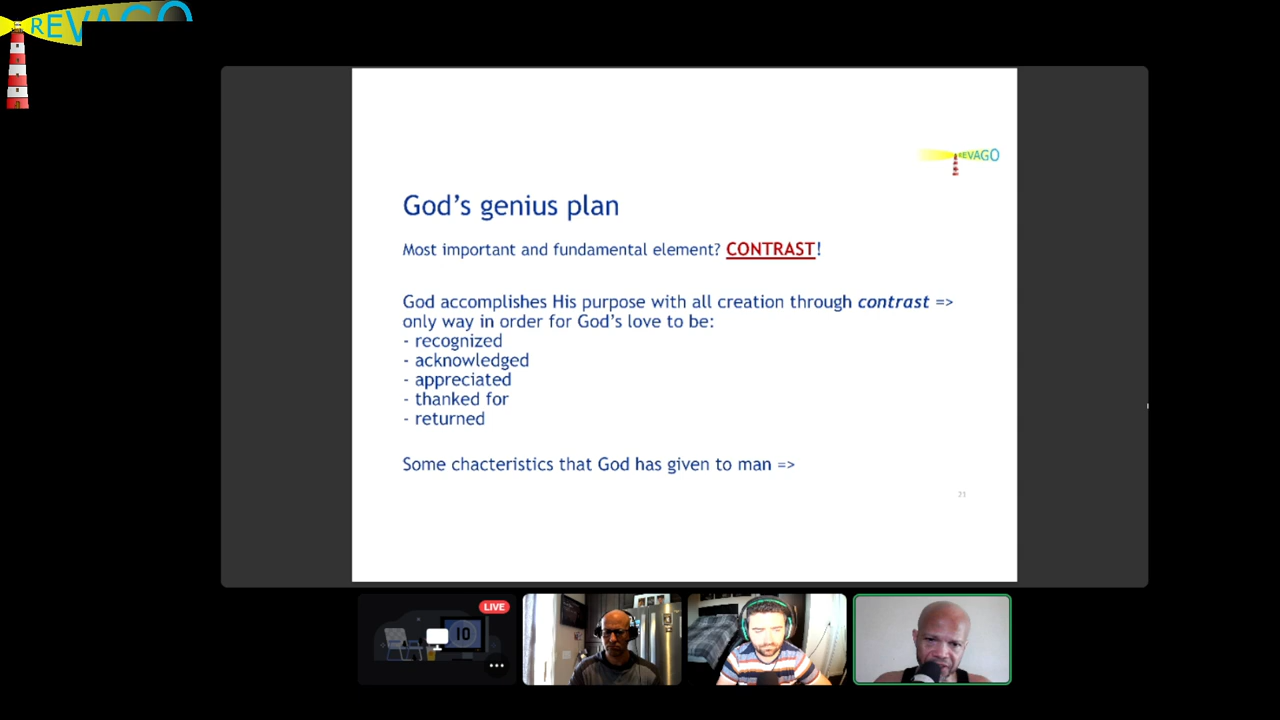 REVAGO
REVAGO
God's genius plan
Most important and fundamental element? CONTRAST!
God accomplishes His purpose with all creation through contrast =>
only way in order for God's love to be:
- recognized
- acknowledged
- appreciated
- thanked for
- returned
Some chacteristics that God has given to man =>
23
LIVE
10